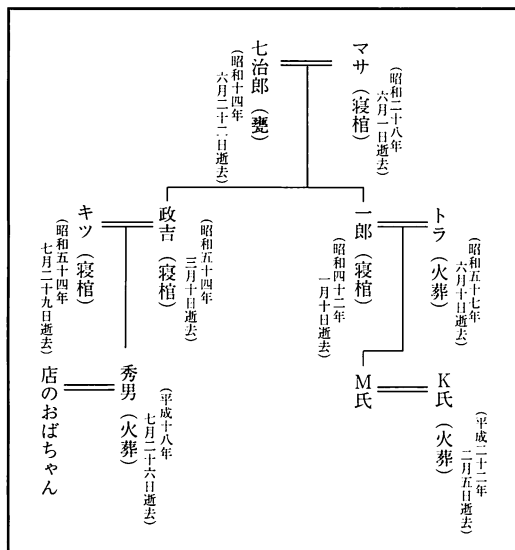 マサ（寝棺）
（昭和二十八年
六月一日逝去）
七治郎（甕）
（昭和十四年
六月二十二日逝去）
トラ（火葬）
（昭和五十七年
六月十日逝去）
一郎（寝棺）
（昭和四十二年
一月十日逝去）
政吉（寝棺）
（昭和五十四年
三月十日逝去）
キツ（寝棺）
（昭和五十四年
七月二十九日逝去）
K氏（火葬）
（平成二十二年
二月五日逝去）
M氏
秀男（火葬）
（平成十八年
七月二十六日逝去）
店のおばちゃん